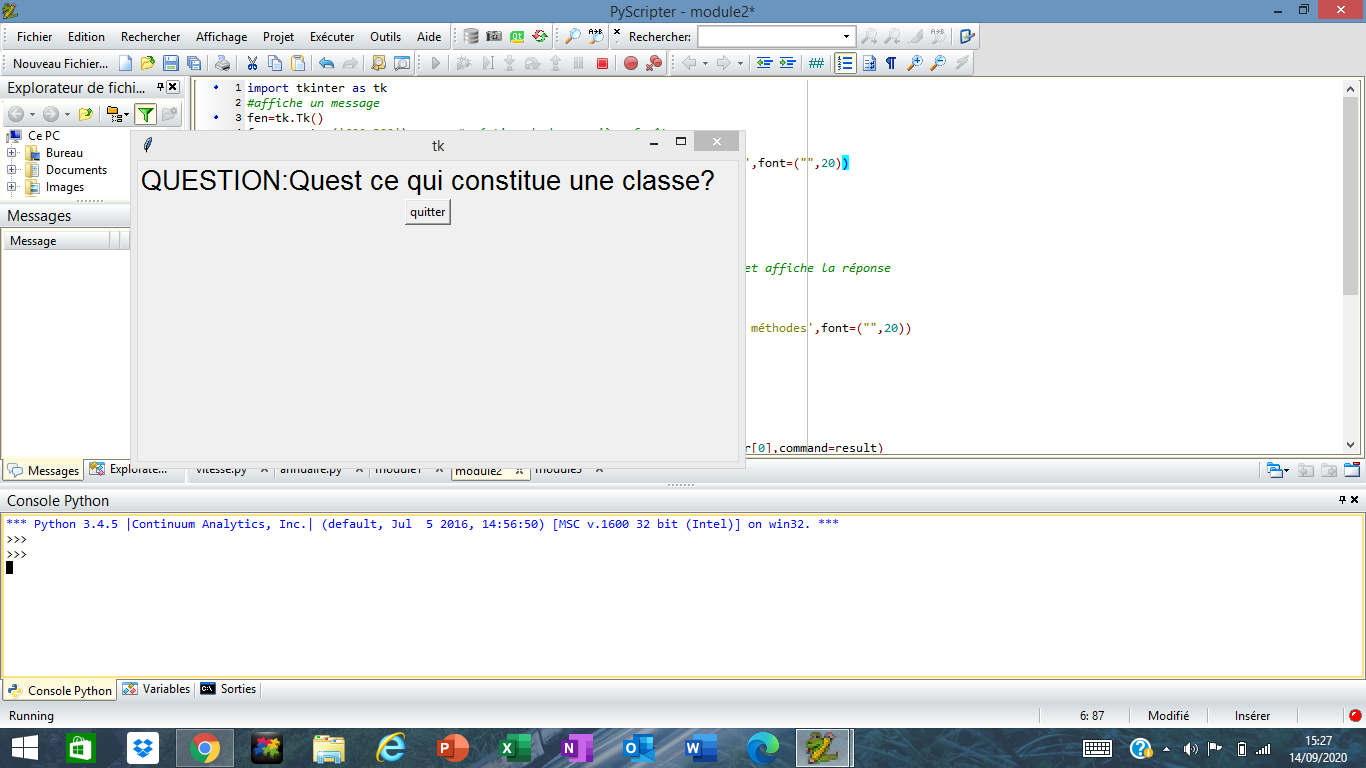 PyScripter - module2*
Fichier Edition Rechercher Affichage Projet Exécuter Outils Aide Rechercher:
Nouveau Fichier...
Explorateur de fichi...
Ce PC
Bureau
Documents
Images
Messages
Message
1 import tkinter as tk
2 #affiche un message
3 fen=tk.Tk()
',font=("",20))
et affiche la réponse
méthodes',font=("",20))
r[0],command=result)
tk
QUESTION:Quest ce qui constitue une classe?
quitter
Messages Explorate...
vitesse.py annuaire.py module1 module2 module3
Console Python
*** Python 3.4.5 |Continuum Analytics, Inc.| (default, Jul  5 2016, 14:56:50) [MSC v.1600 32 bit (Intel)] on win32. ***
>>>
>>>
Console Python Variables Sorties
Running 6: 87 Modifié Insérer
15:27
14/09/2020